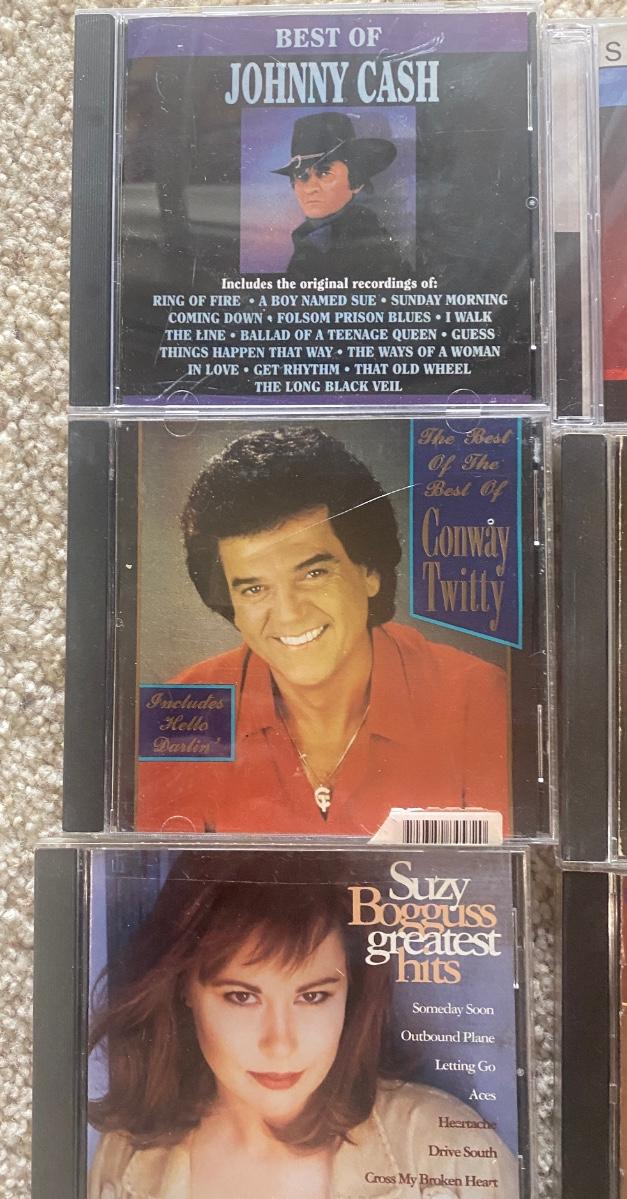 BEST OF
JOHNNY CASH
Includes the original recordings of:
RING OF FIRE • A BOY NAMED SUE • SUNDAY MORNING
COMING DOWN • FOLSOM PRISON BLUES • I WALK
THE LINE • BALLAD OF A TEENAGE QUEEN • GUESS
THINGS HAPPEN THAT WAY • THE WAYS OF A WOMAN
IN LOVE • GET RHYTHM • THAT OLD WHEEL
THE LONG BLACK VEIL
S
The Best
Of The
Best Of
Conway
Twitty
Includes
Hello
Darlin'
Suzy
Bogguss
greatest
hits
Someday Soon
Outbound Plane
Letting Go
Aces
Heartache
Drive South
Cross My Broken Heart